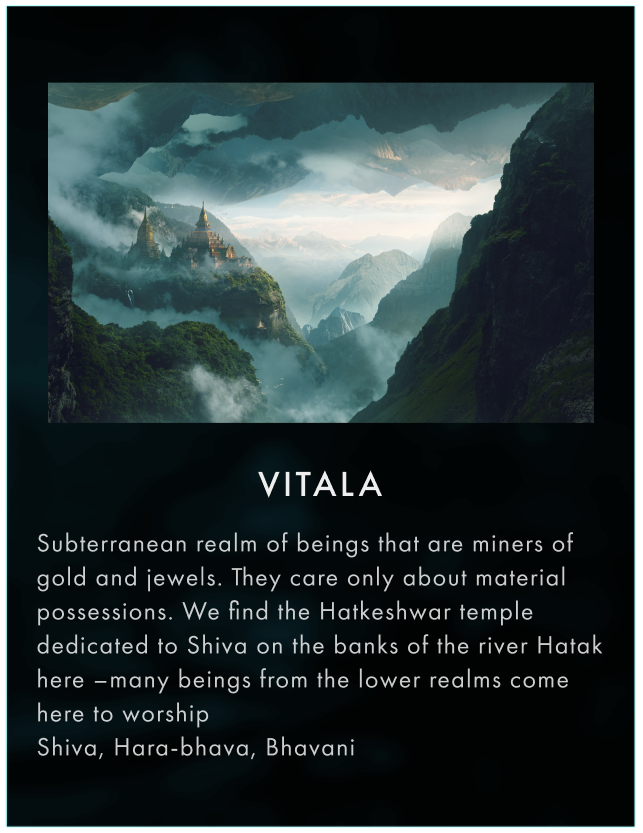 VITALA
Subterranean realm of beings that are miners of
gold and jewels. They care only about material
possessions. We find the Hatkeshwar temple
dedicated to Shiva on the banks of the river Hatak
here –many beings from the lower realms come
here to worship
Shiva, Hara-bhava, Bhavani